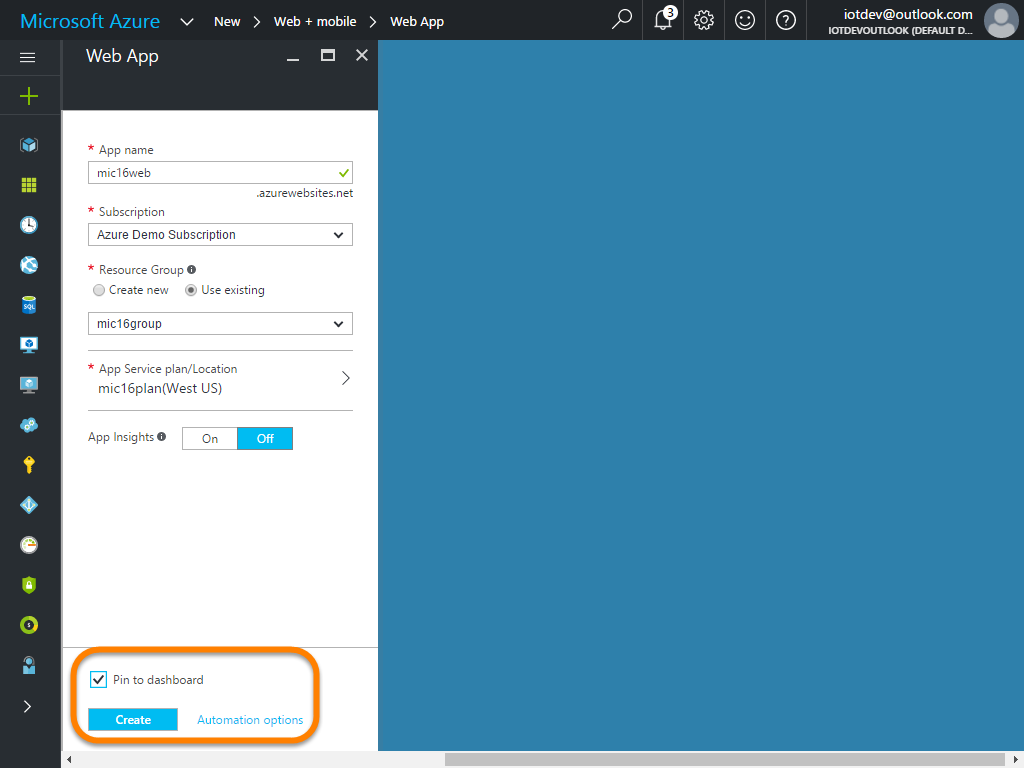 Microsoft Azure New Web + mobile Web App 3 iotdev@outlook.com
IOTDEVOUTLOOK (DEFAULT D...
Web App
* App name
mic16web
.azurewebsites.net
* Subscription
Azure Demo Subscription
* Resource Group
Create new Use existing
mic16group
* App Service plan/Location
mic16plan(West US)
App Insights On Off
SQL
Pin to dashboard
Create Automation options